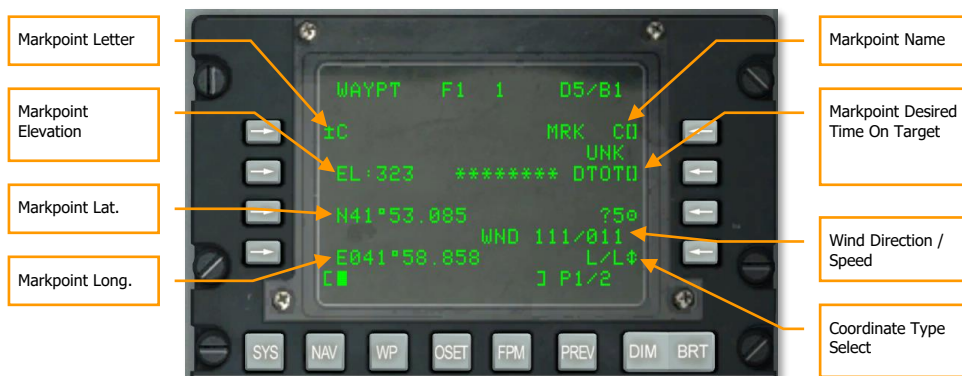 Markpoint Letter
Markpoint
Elevation
Markpoint Lat.
Markpoint Long.
WAYPT F1 1 D5/B1
±C MRK C[]
UNK
EL:323 ******** DTOT[]
N41°53.085 ?5⊙
WND 111/011
E041°58.858 L/L↕
[ ] P1/2
SYS NAV WP OSET FPM PREV DIM BRT
Markpoint Name
Markpoint Desired
Time On Target
Wind Direction /
Speed
Coordinate Type
Select